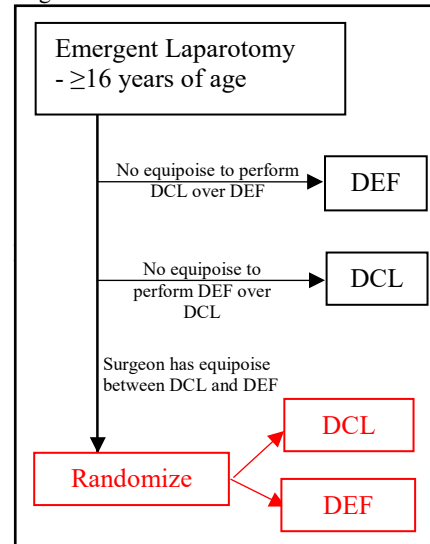 Emergent Laparotomy
- ≥16 years of age
No equipoise to perform
DCL over DEF
DEF
No equipoise to
perform DEF over
DCL
DCL
Surgeon has equipoise
between DCL and DEF
DCL
Randomize
DEF